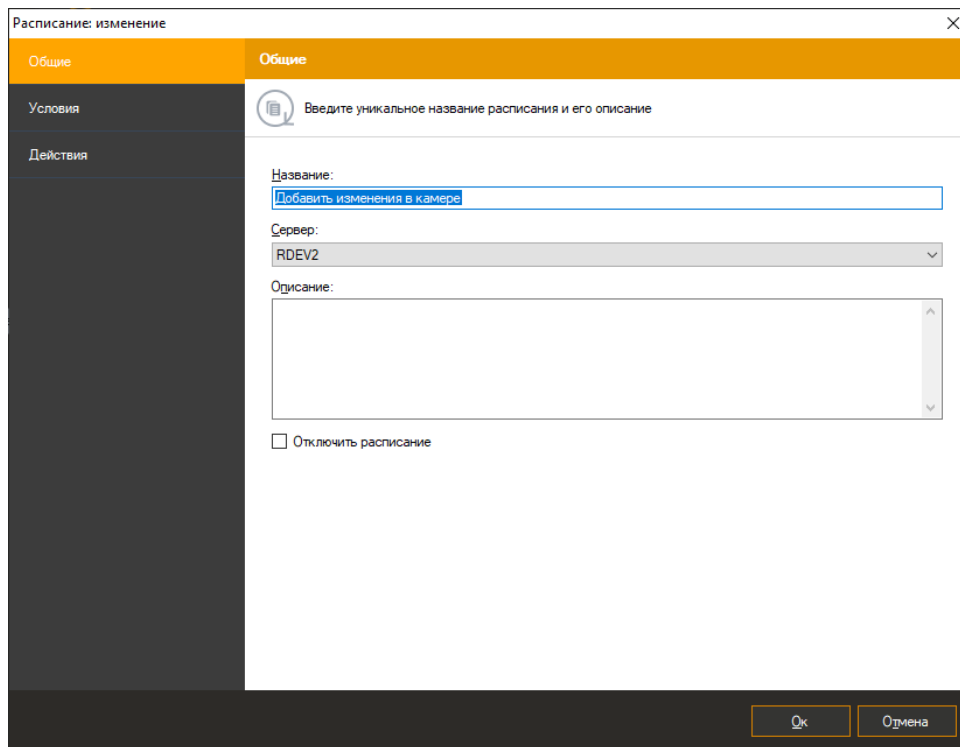 Расписание: изменение
Общие
Условия
Действия
Общие
Введите уникальное название расписания и его описание
Название:
Добавить изменения в камере
Сервер:
RDEV2
Описание:
Отключить расписание
Ок
Отмена